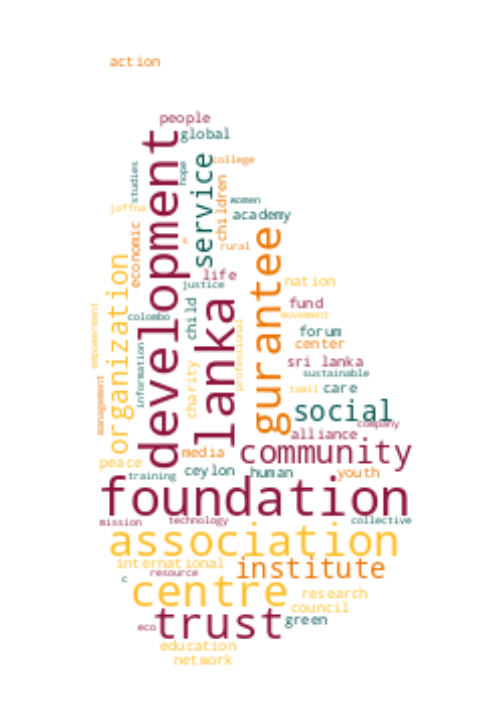 action
people
global
development
service
college
hope
studies
children
women
jaffna
academy
economic
rural
gurantee
life
organization
justice
nation
lanka
child
fund
colombo
movement
empowerment
professional
forum
center
information
sri lanka
sustainable
charity
management
tamil
care
social
company
alliance
community
media
peace
ceylon
human
youth
training
foundation
mission
technology
collective
association
international
institute
resource
c
centre
research
council
trust
green
eco
education
network